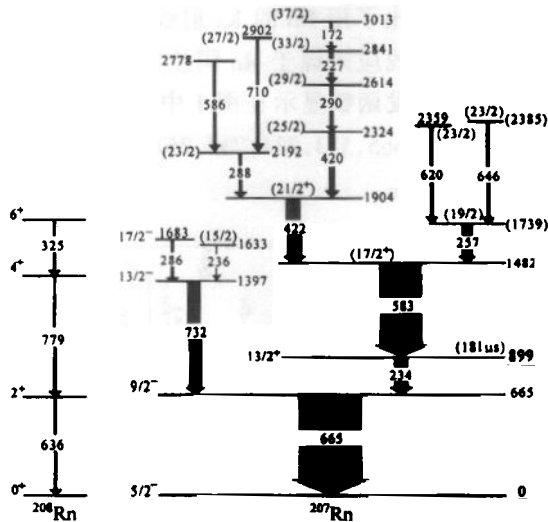 (37/2) 3013
172
(27/2) 2902 (33/2) 2841
2778 227
(29/2) 2614
586 710 290
(25/2) 2324
(23/2) 2192 420
288
(21/2⁺) 1904
2359 (23/2) (2385)
(23/2)
620 646
(19/2) (1739)
422 257
(17/2⁺) 1482
6⁺ 17/2⁻ 1683 (15/2) 1633
325 286 236
4⁺ 13/2⁻ 1397
583
779 732
13/2⁺ (181us) 899
234
2⁺ 9/2⁻ 665
636 665
0⁺ 5/2⁻ 0
²⁰⁸Rn ²⁰⁷Rn